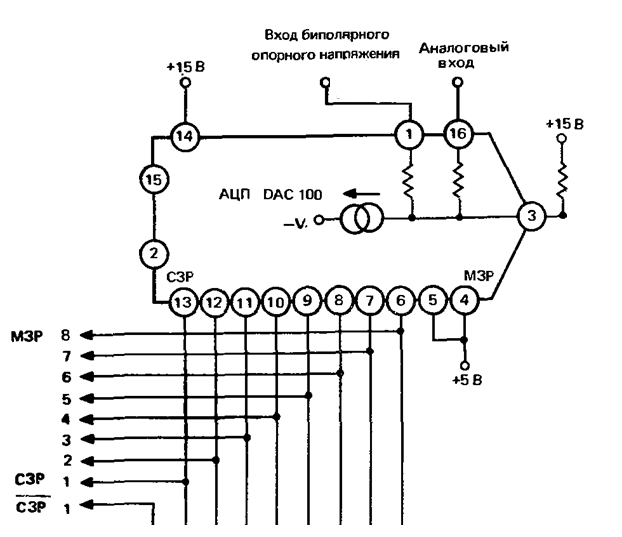 Вход биполярного
опорного напряжения
Аналоговый
вход
+15 В
+15 В
14
1
16
15
АЦП DAC 100
3
–V.
2
СЗР
МЗР
13 12 11 10 9 8 7 6 5 4
МЗР 8
7
6
+5 В
5
4
3
2
СЗР 1
СЗР 1